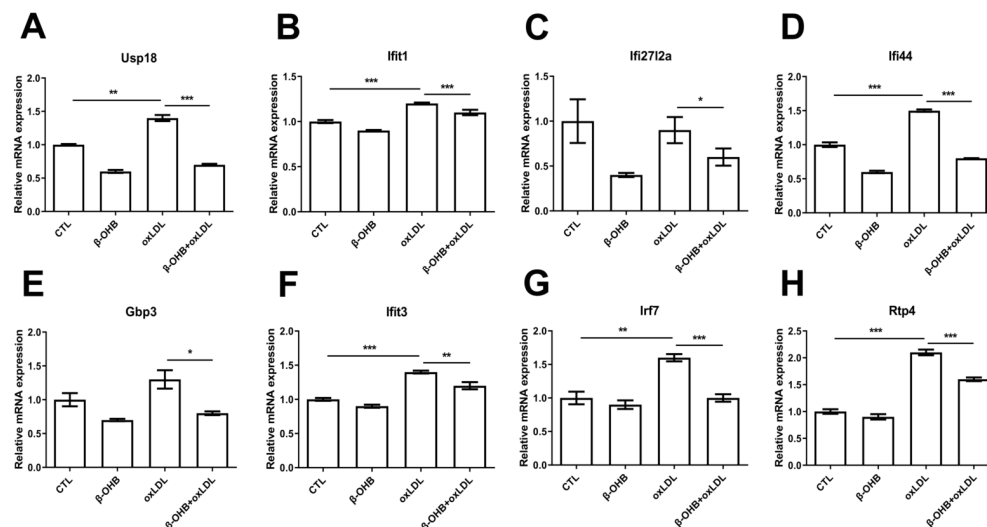 A
Usp18
Relative mRNA expression
2.0
1.5
1.0
0.5
0.0
**
***
CTL
β-OHB
oxLDL
β-OHB+oxLDL
B
Ifit1
Relative mRNA expression
1.5
1.0
0.5
0.0
***
***
CTL
β-OHB
oxLDL
β-OHB+oxLDL
C
Ifi27l2a
Relative mRNA expression
1.5
1.0
0.5
0.0
*
CTL
β-OHB
oxLDL
β-OHB+oxLDL
D
Ifi44
Relative mRNA expression
2.0
1.5
1.0
0.5
0.0
***
***
CTL
β-OHB
oxLDL
β-OHB+oxLDL
E
Gbp3
Relative mRNA expression
2.0
1.5
1.0
0.5
0.0
*
CTL
β-OHB
oxLDL
β-OHB+oxLDL
F
Ifit3
Relative mRNA expression
2.0
1.5
1.0
0.5
0.0
***
**
CTL
β-OHB
oxLDL
β-OHB+oxLDL
G
Irf7
Relative mRNA expression
2.0
1.5
1.0
0.5
0.0
**
***
CTL
β-OHB
oxLDL
β-OHB+oxLDL
H
Rtp4
Relative mRNA expression
2.5
2.0
1.5
1.0
0.5
0.0
***
***
CTL
β-OHB
oxLDL
β-OHB+oxLDL